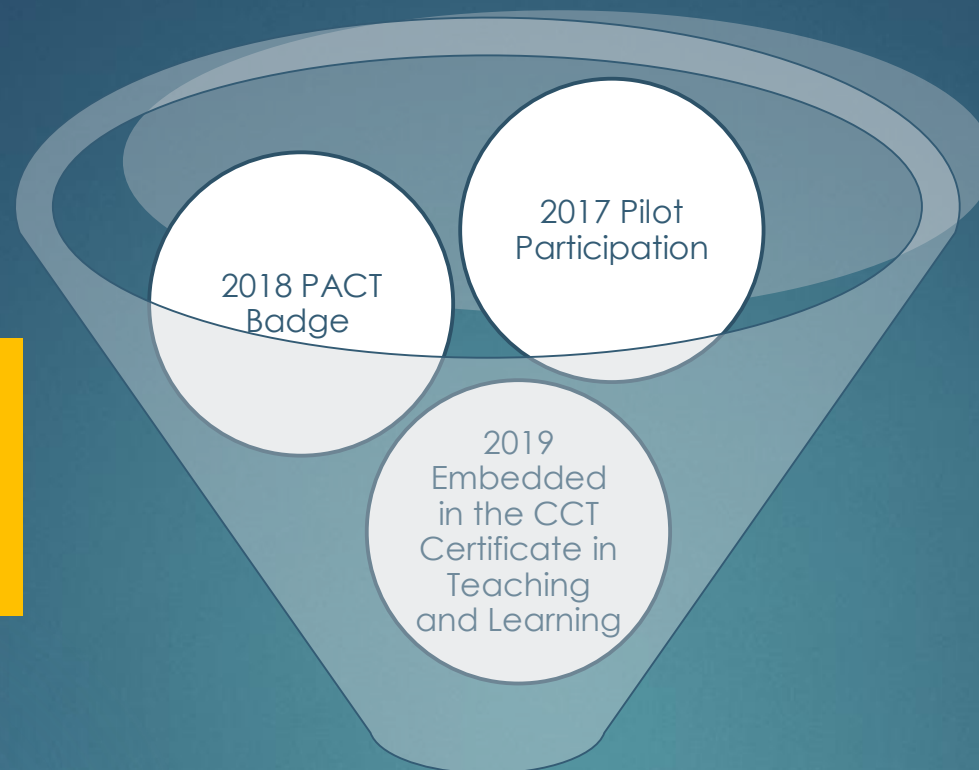 2017 Pilot
Participation
2018 PACT
Badge
2019
Embedded
in the CCT
Certificate in
Teaching
and Learning